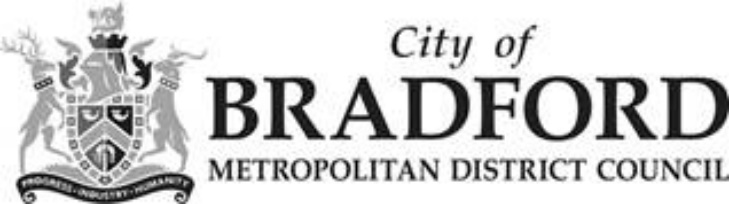 City of
BRADFORD
METROPOLITAN DISTRICT COUNCIL
PROGRESS · INDUSTRY · HUMANITY